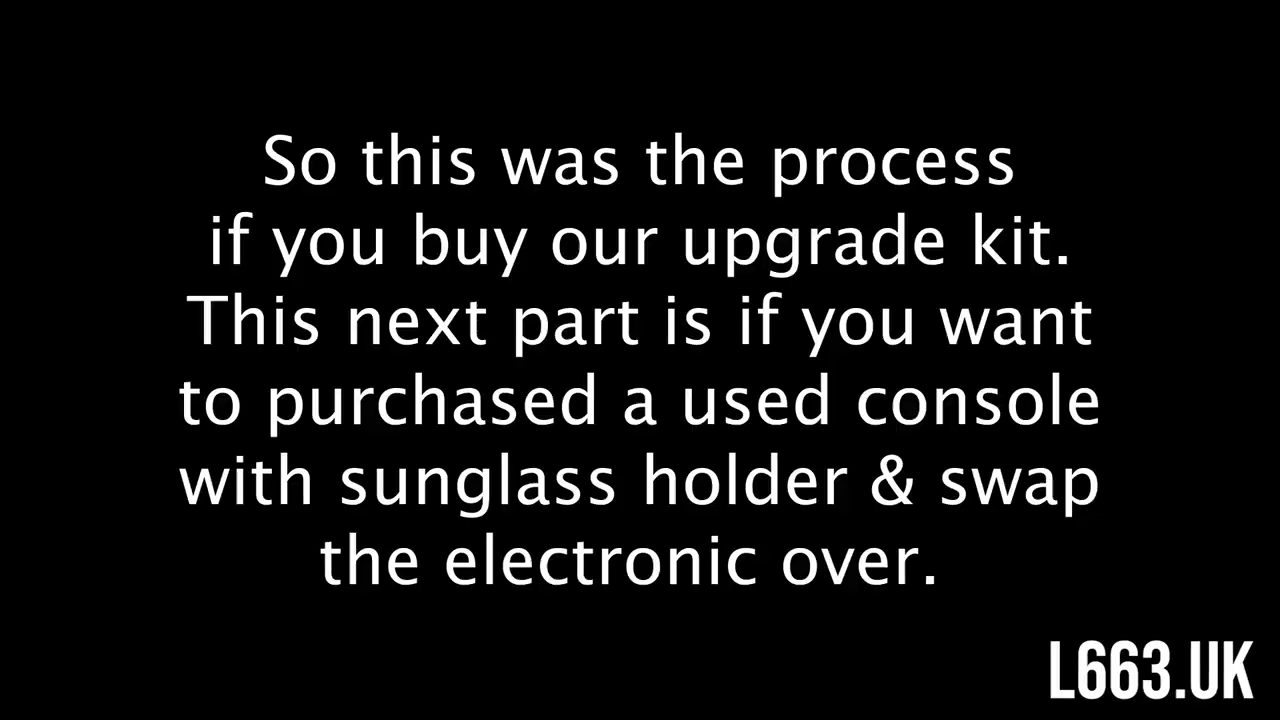 So this was the process
if you buy our upgrade kit.
This next part is if you want
to purchased a used console
with sunglass holder & swap
the electronic over.
L663.UK